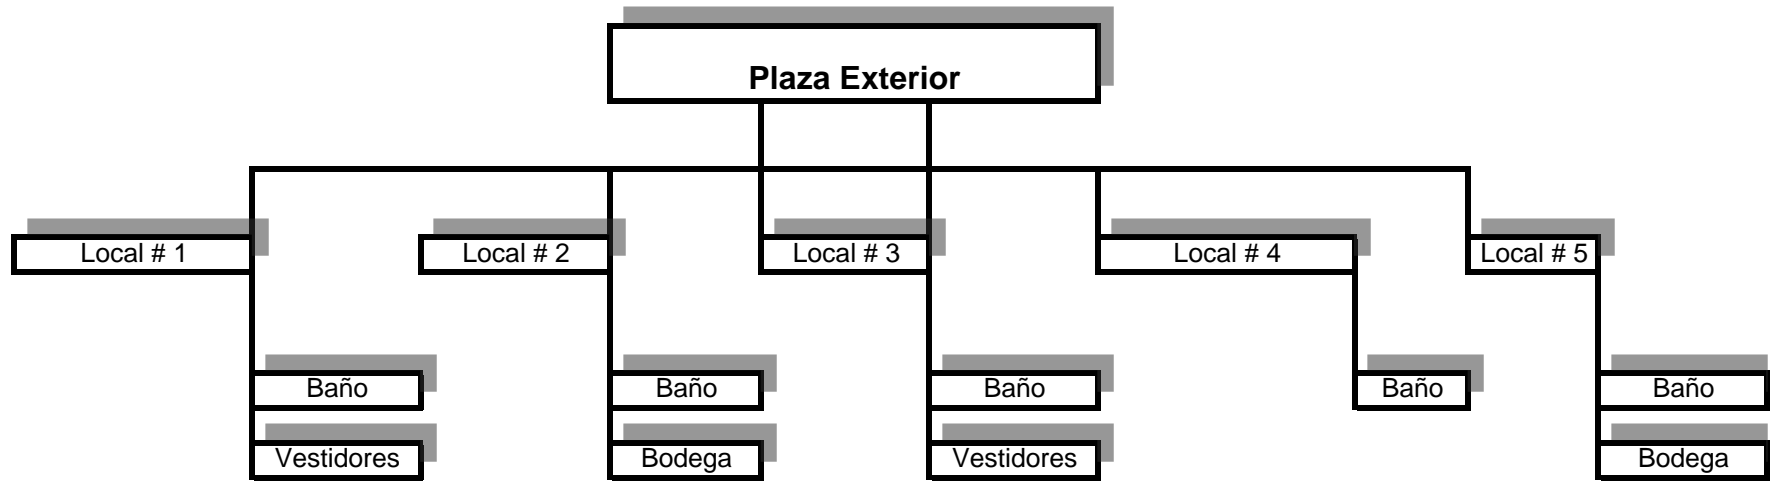 Plaza Exterior
Local # 1
Local # 2
Local # 3
Local # 4
Local # 5
Baño
Baño
Baño
Baño
Baño
Vestidores
Bodega
Vestidores
Bodega